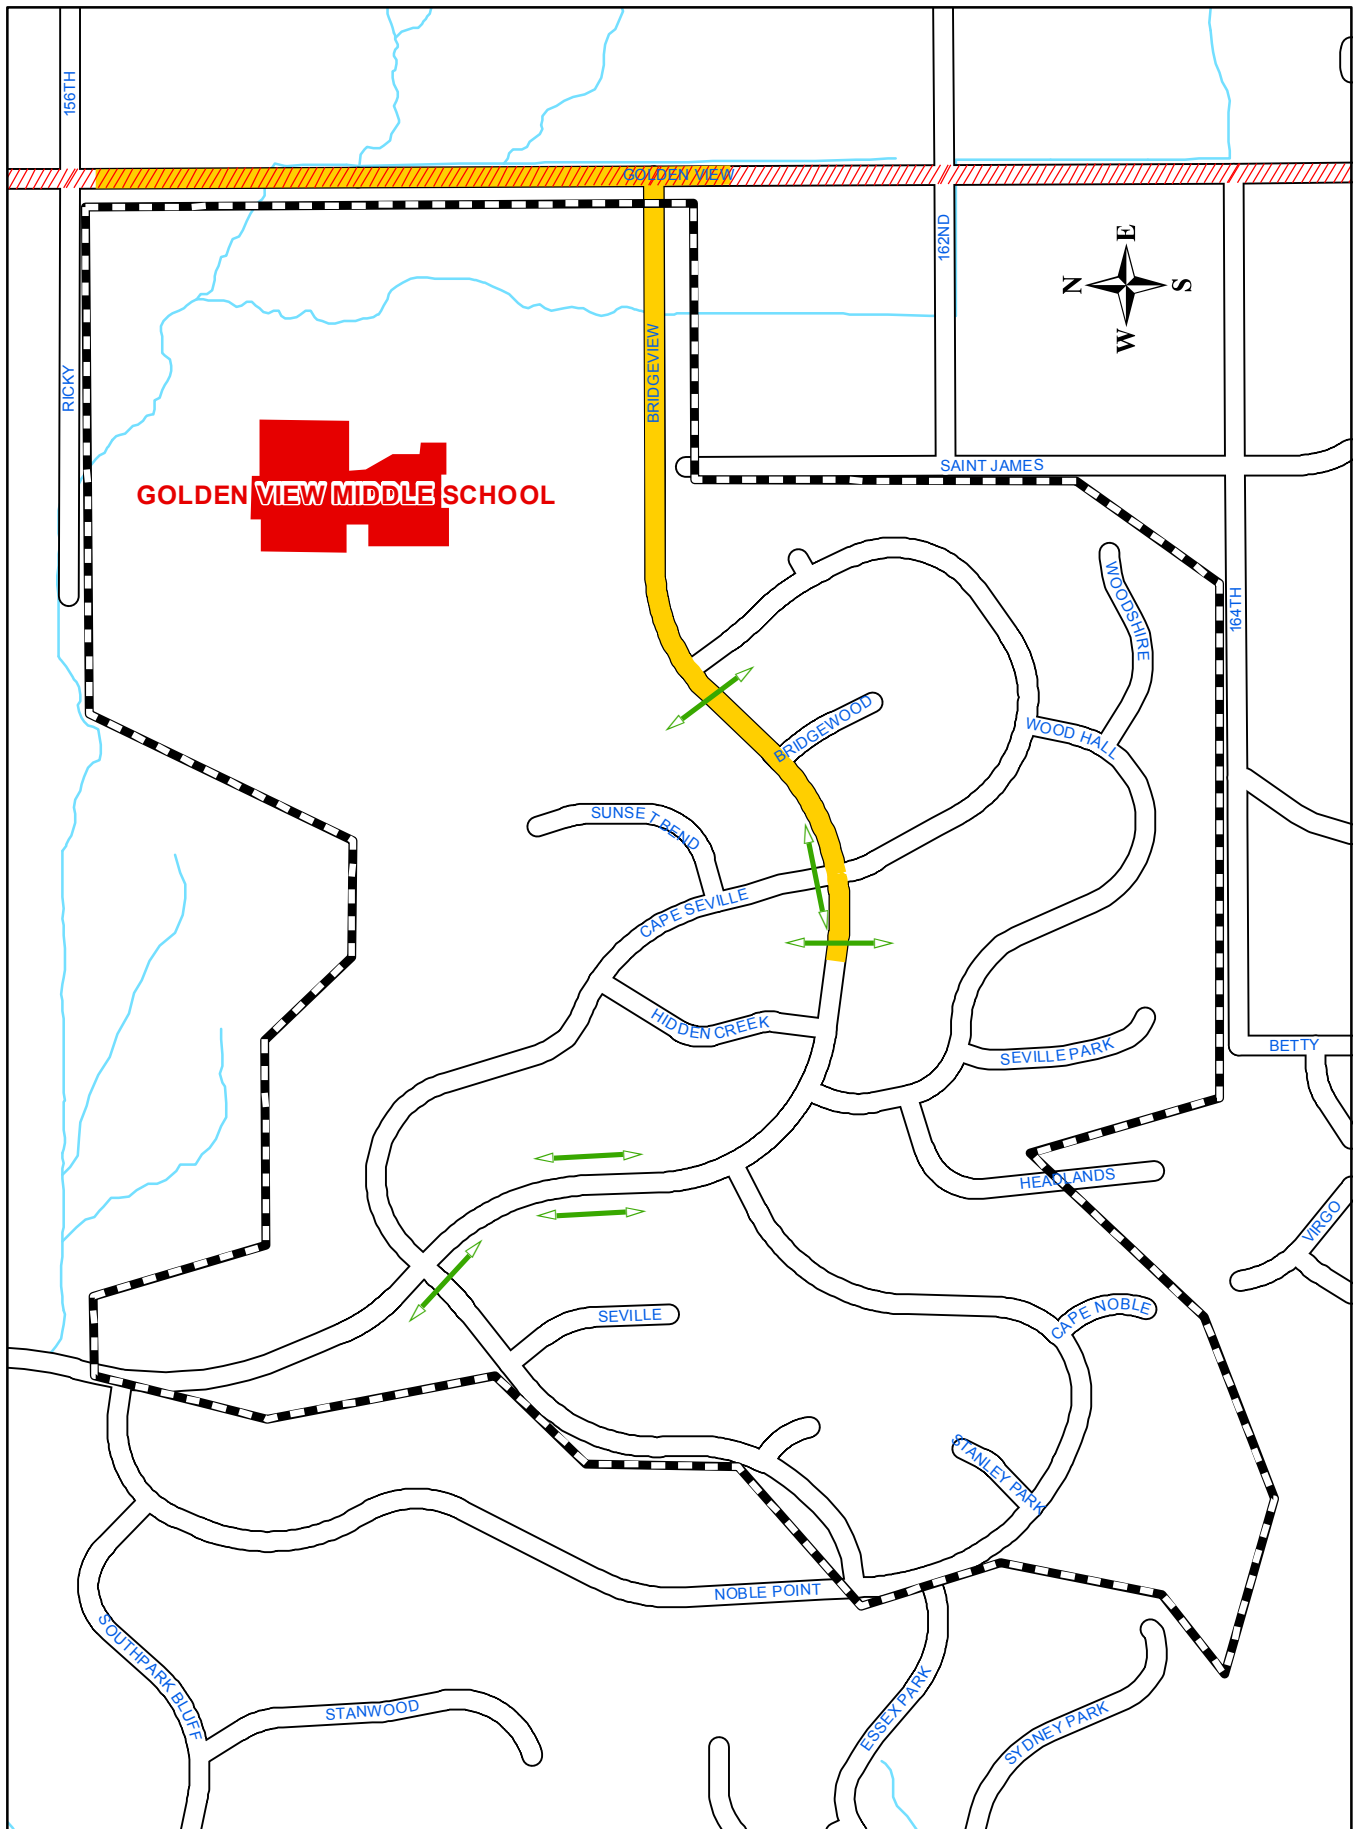 156TH
GOLDEN VIEW
162ND
E
N
S
W
BRIDGEVIEW
RICKY
SAINT JAMES
GOLDEN VIEW MIDDLE SCHOOL
WOODSHIRE
164TH
BRIDGEWOOD
WOOD HALL
SUNSET BEND
CAPE SEVILLE
HIDDEN CREEK
SEVILLE PARK
BETTY
HEADLANDS
VIRGO
SEVILLE
CAPE NOBLE
STANLEY PARK
NOBLE POINT
SOUTHPARK BLUFF
STANWOOD
ESSEX PARK
SYDNEY PARK